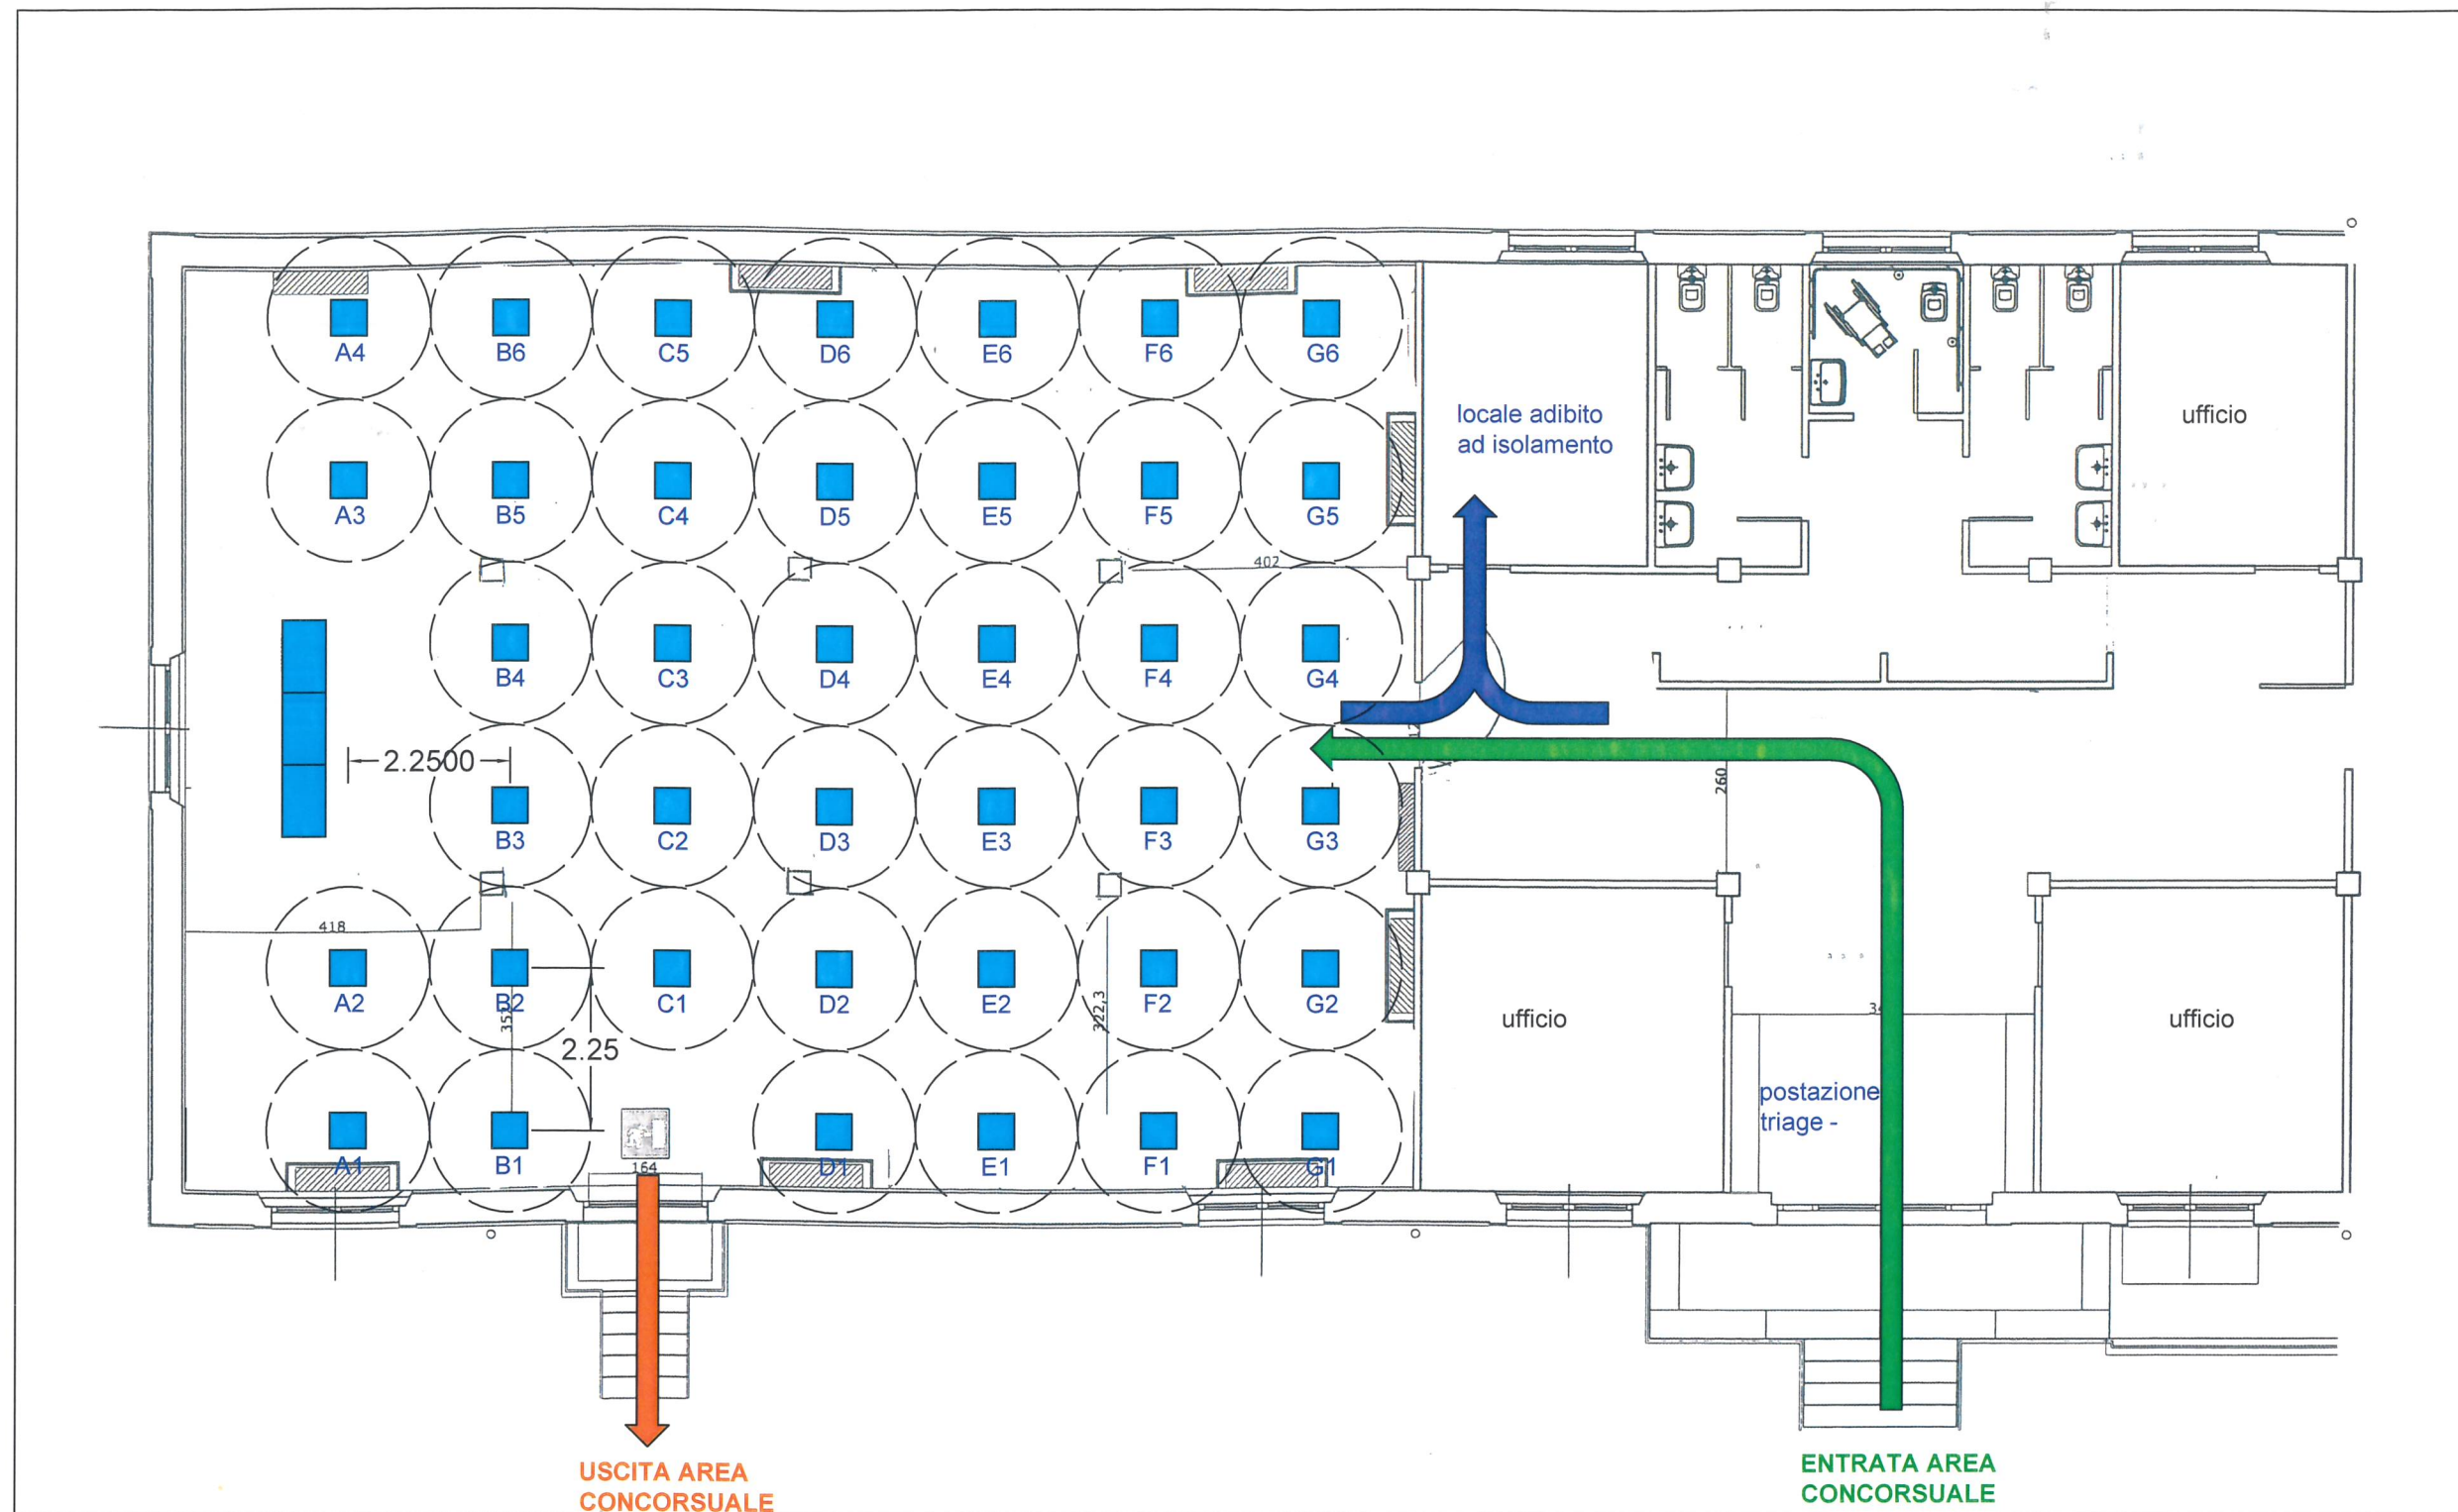 A4 B6 C5 D6 E6 F6 G6
locale adibito
ad isolamento
ufficio
A3 B5 C4 D5 E5 F5 G5
402
B4 C3 D4 E4 F4 G4
2.2500
260
B3 C2 D3 E3 F3 G3
418
A2 B2 C1 D2 E2 F2 G2
322,3
ufficio
ufficio
2.25
postazione
triage -
A1 B1 D1 E1 F1 G1
164
USCITA AREA
CONCORSUALE
ENTRATA AREA
CONCORSUALE